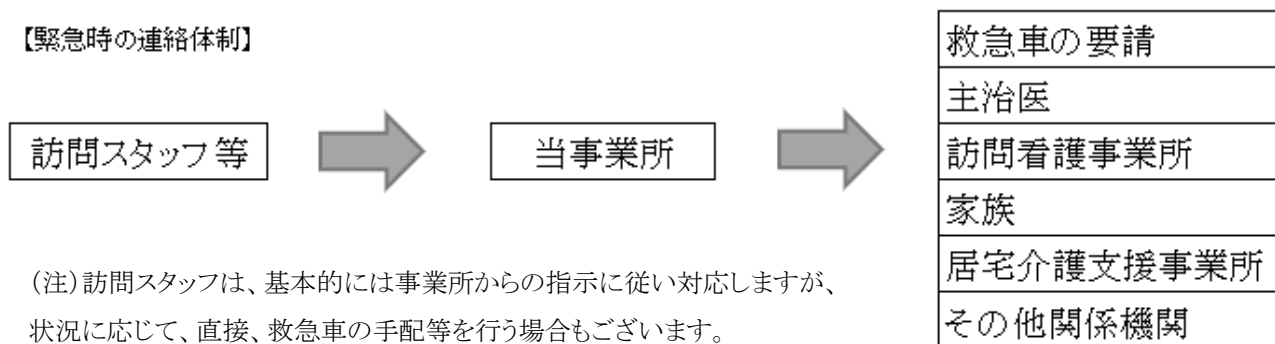 【緊急時の連絡体制】
訪問スタッフ等
当事業所
救急車の要請
主治医
訪問看護事業所
家族
居宅介護支援事業所
その他関係機関
（注）訪問スタッフは、基本的には事業所からの指示に従い対応しますが、
状況に応じて、直接、救急車の手配等を行う場合もございます。